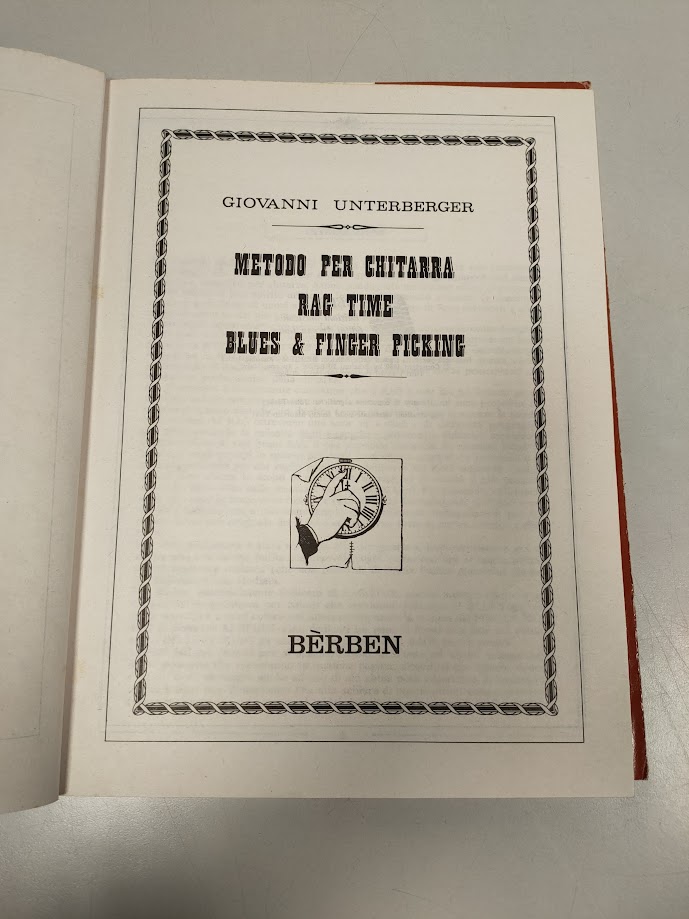 GIOVANNI UNTERBERGER
METODO PER CHITARRA
RAG TIME
BLUES & FINGER PICKING
BÈRBEN